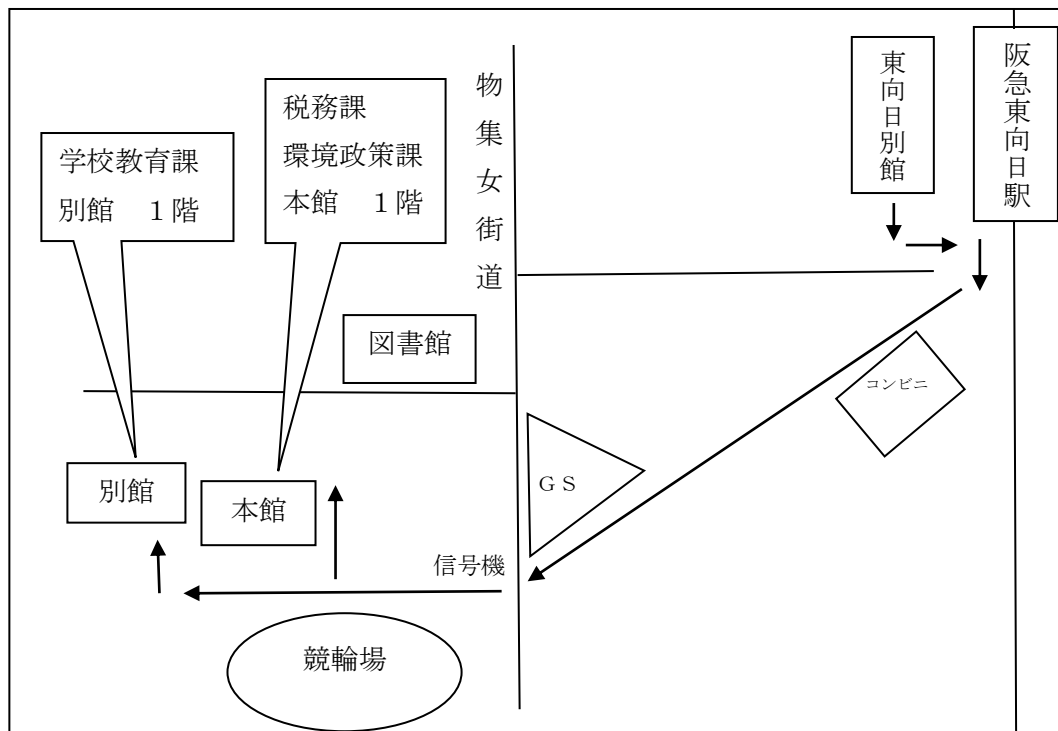 阪急東向日駅
東向日別館
物集女街道
税務課
環境政策課
本館 1階
学校教育課
別館 1階
図書館
コンビニ
GS
別館
本館
信号機
競輪場